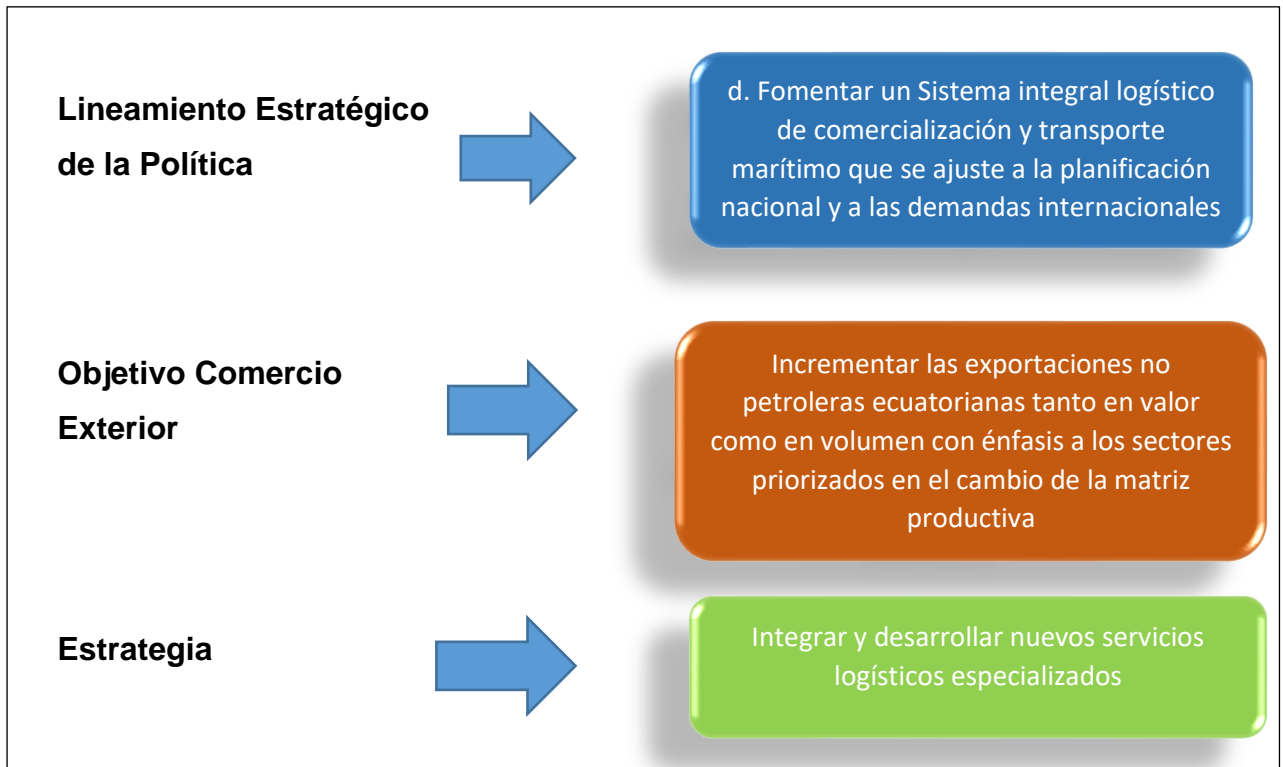 Lineamiento Estratégico
de la Política
d. Fomentar un Sistema integral logístico
de comercialización y transporte
marítimo que se ajuste a la planificación
nacional y a las demandas internacionales
Objetivo Comercio
Exterior
Incrementar las exportaciones no
petroleras ecuatorianas tanto en valor
como en volumen con énfasis a los sectores
priorizados en el cambio de la matriz
productiva
Estrategia
Integrar y desarrollar nuevos servicios
logísticos especializados